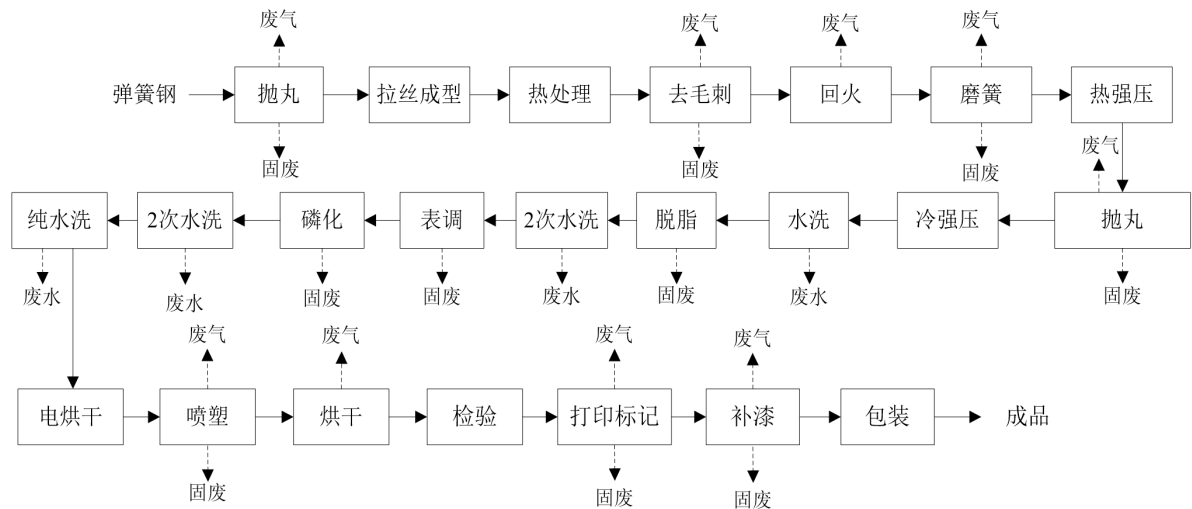 废气
废气
废气
废气
弹簧钢
抛丸
拉丝成型
热处理
去毛刺
回火
磨簧
热强压
固废
固废
固废
废气
纯水洗
2次水洗
磷化
表调
2次水洗
脱脂
水洗
冷强压
抛丸
废水
废水
固废
固废
废水
固废
废水
固废
废气
废气
废气
废气
电烘干
喷塑
烘干
检验
打印标记
补漆
包装
成品
固废
固废
固废